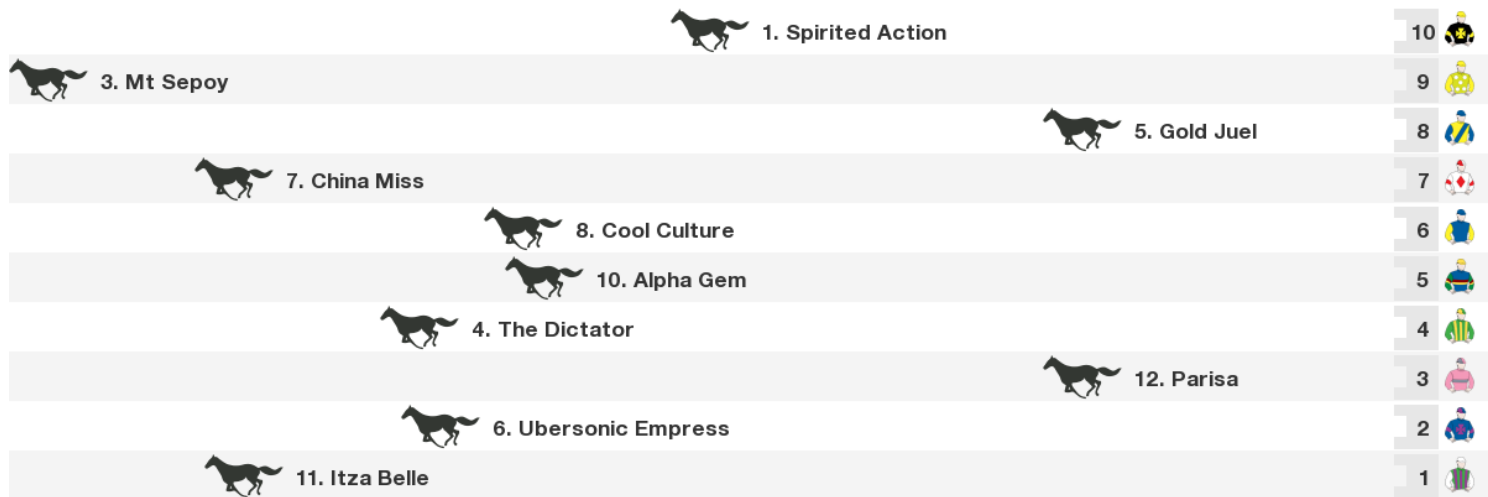 1. Spirited Action 10
3. Mt Sepoy 9
5. Gold Juel 8
7. China Miss 7
8. Cool Culture 6
10. Alpha Gem 5
4. The Dictator 4
12. Parisa 3
6. Ubersonic Empress 2
11. Itza Belle 1